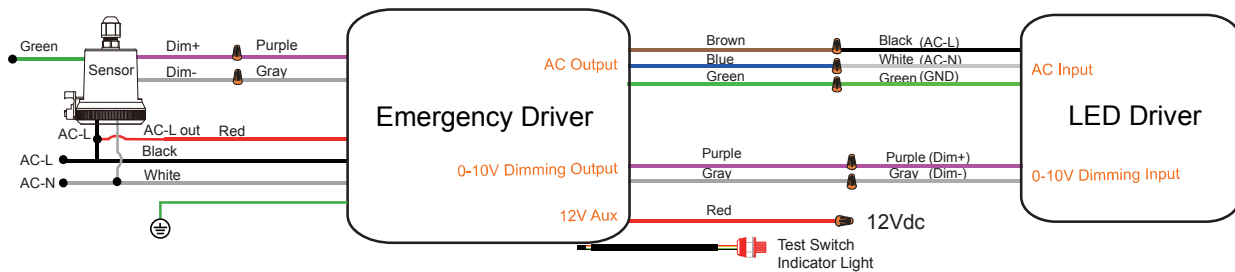 Green
Sensor
Dim+ Purple
Dim- Gray
AC-L AC-L out Red
AC-L Black
AC-N White
Emergency Driver
AC Output
0-10V Dimming Output
12V Aux
Brown Black (AC-L)
Blue White (AC-N)
Green Green (GND)
Purple Purple (Dim+)
Gray Gray (Dim-)
Red 12Vdc
Test Switch
Indicator Light
AC Input
LED Driver
0-10V Dimming Input